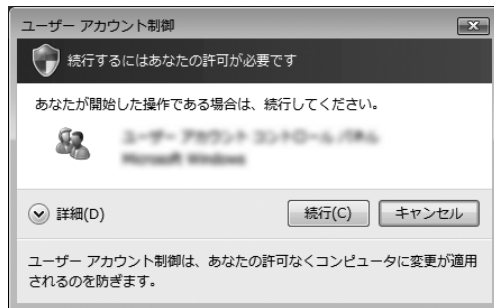 ユーザー アカウント制御
続行するにはあなたの許可が必要です
あなたが開始した操作である場合は、続行してください。
詳細(D)
続行(C)
キャンセル
ユーザー アカウント制御は、あなたの許可なくコンピュータに変更が適用
されるのを防ぎます。